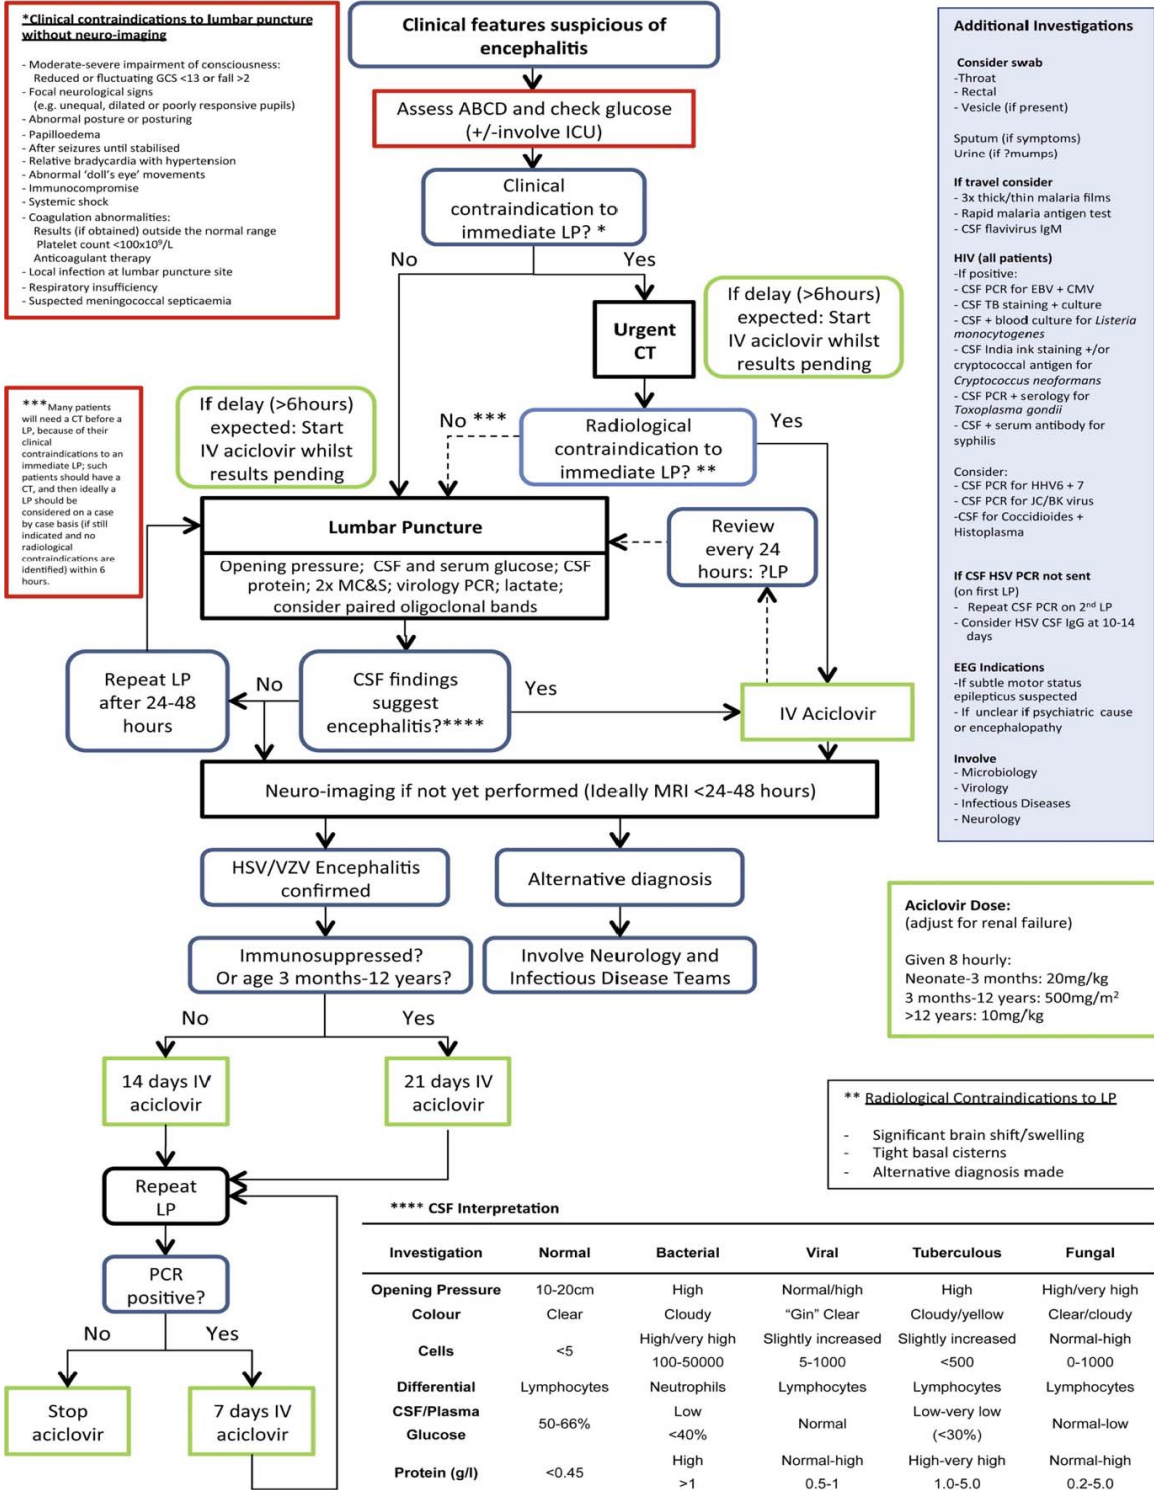 *Clinical contraindications to lumbar puncture
without neuro-imaging
- Moderate-severe impairment of consciousness:
Reduced or fluctuating GCS <13 or fall >2
- Focal neurological signs
(e.g. unequal, dilated or poorly responsive pupils)
- Abnormal posture or posturing
- Papilloedema
- After seizures until stabilised
- Relative bradycardia with hypertension
- Abnormal ‘doll’s eye’ movements
- Immunocompromise
- Systemic shock
- Coagulation abnormalities:
Results (if obtained) outside the normal range
Platelet count <100x10⁹/L
Anticoagulant therapy
- Local infection at lumbar puncture site
- Respiratory insufficiency
- Suspected meningococcal septicaemia
Clinical features suspicious of
encephalitis
Assess ABCD and check glucose
(+/-involve ICU)
Clinical
contraindication to
immediate LP? *
No
Yes
Urgent
CT
If delay (>6hours)
expected: Start
IV aciclovir whilst
results pending
If delay (>6hours)
expected: Start
IV aciclovir whilst
results pending
No ***
Radiological
contraindication to
immediate LP? **
Yes
***Many patients
will need a CT before a
LP, because of their
clinical
contraindications to an
immediate LP; such
patients should have a
CT, and then ideally a
LP should be
considered on a case
by case basis (if still
indicated and no
radiological
contraindications are
identified) within 6
hours.
Lumbar Puncture
Opening pressure; CSF and serum glucose; CSF
protein; 2x MC&S; virology PCR; lactate;
consider paired oligoclonal bands
Review
every 24
hours: ?LP
Repeat LP
after 24-48
hours
No
CSF findings
suggest
encephalitis?****
Yes
IV Aciclovir
Neuro-imaging if not yet performed (Ideally MRI <24-48 hours)
HSV/VZV Encephalitis
confirmed
Alternative diagnosis
Immunosuppressed?
Or age 3 months-12 years?
Involve Neurology and
Infectious Disease Teams
No
Yes
14 days IV
aciclovir
21 days IV
aciclovir
Repeat
LP
PCR
positive?
No
Yes
Stop
aciclovir
7 days IV
aciclovir
Additional Investigations
Consider swab
-Throat
- Rectal
- Vesicle (if present)
Sputum (if symptoms)
Urine (if ?mumps)
If travel consider
- 3x thick/thin malaria films
- Rapid malaria antigen test
- CSF flavivirus IgM
HIV (all patients)
-If positive:
- CSF PCR for EBV + CMV
- CSF TB staining + culture
- CSF + blood culture for Listeria
monocytogenes
- CSF India ink staining +/or
cryptococcal antigen for
Cryptococcus neoformans
- CSF PCR + serology for
Toxoplasma gondii
- CSF + serum antibody for
syphilis
Consider:
- CSF PCR for HHV6 + 7
- CSF PCR for JC/BK virus
-CSF for Coccidioides +
Histoplasma
If CSF HSV PCR not sent
(on first LP)
- Repeat CSF PCR on 2nd LP
- Consider HSV CSF IgG at 10-14
days
EEG Indications
-If subtle motor status
epilepticus suspected
- If unclear if psychiatric cause
or encephalopathy
Involve
- Microbiology
- Virology
- Infectious Diseases
- Neurology
Aciclovir Dose:
(adjust for renal failure)
Given 8 hourly:
Neonate-3 months: 20mg/kg
3 months-12 years: 500mg/m²
>12 years: 10mg/kg
** Radiological Contraindications to LP
- Significant brain shift/swelling
- Tight basal cisterns
- Alternative diagnosis made
**** CSF Interpretation
Investigation Normal Bacterial Viral Tuberculous Fungal
Opening Pressure 10-20cm High Normal/high High High/very high
Colour Clear Cloudy “Gin” Clear Cloudy/yellow Clear/cloudy
Cells <5 High/very high Slightly increased Slightly increased Normal-high
100-50000 5-1000 <500 0-1000
Differential Lymphocytes Neutrophils Lymphocytes Lymphocytes Lymphocytes
CSF/Plasma Low Low-very low
Glucose 50-66% <40% Normal (<30%) Normal-low
Protein (g/l) <0.45 High Normal-high High-very high Normal-high
>1 0.5-1 1.0-5.0 0.2-5.0